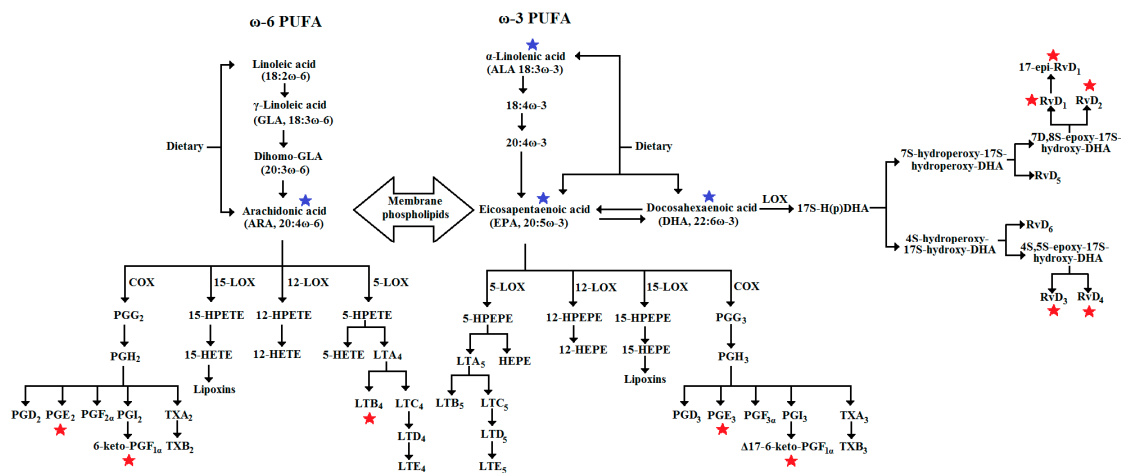 ω-6 PUFA
ω-3 PUFA
Linoleic acid
(18:2ω-6)
γ-Linoleic acid
(GLA, 18:3ω-6)
Dietary
Dihomo-GLA
(20:3ω-6)
Arachidonic acid
(ARA, 20:4ω-6)
Membrane
phospholipids
α-Linolenic acid
(ALA 18:3ω-3)
18:4ω-3
20:4ω-3
Dietary
Eicosapentaenoic acid
(EPA, 20:5ω-3)
Docosahexaenoic acid
(DHA, 22:6ω-3)
LOX
17S-H(p)DHA
7S-hydroperoxy-17S-
hydroperoxy-DHA
17-epi-RvD1
RvD1
RvD2
7D,8S-epoxy-17S-
hydroxy-DHA
RvD5
4S-hydroperoxy-
17S-hydroxy-DHA
RvD6
4S,5S-epoxy-17S-
hydroxy-DHA
RvD3
RvD4
COX
15-LOX
12-LOX
5-LOX
PGG2
15-HPETE
12-HPETE
5-HPETE
PGH2
15-HETE
12-HETE
5-HETE
LTA4
Lipoxins
PGD2
PGE2
PGF2α
PGI2
TXA2
LTB4
LTC4
6-keto-PGF1α
TXB2
LTD4
LTE4
5-LOX
12-LOX
15-LOX
COX
5-HPEPE
12-HPEPE
15-HPEPE
PGG3
LTA5
HEPE
12-HEPE
15-HEPE
PGH3
Lipoxins
LTB5
LTC5
PGD3
PGE3
PGF3α
PGI3
TXA3
LTD5
LTE5
Δ17-6-keto-PGF1α
TXB3